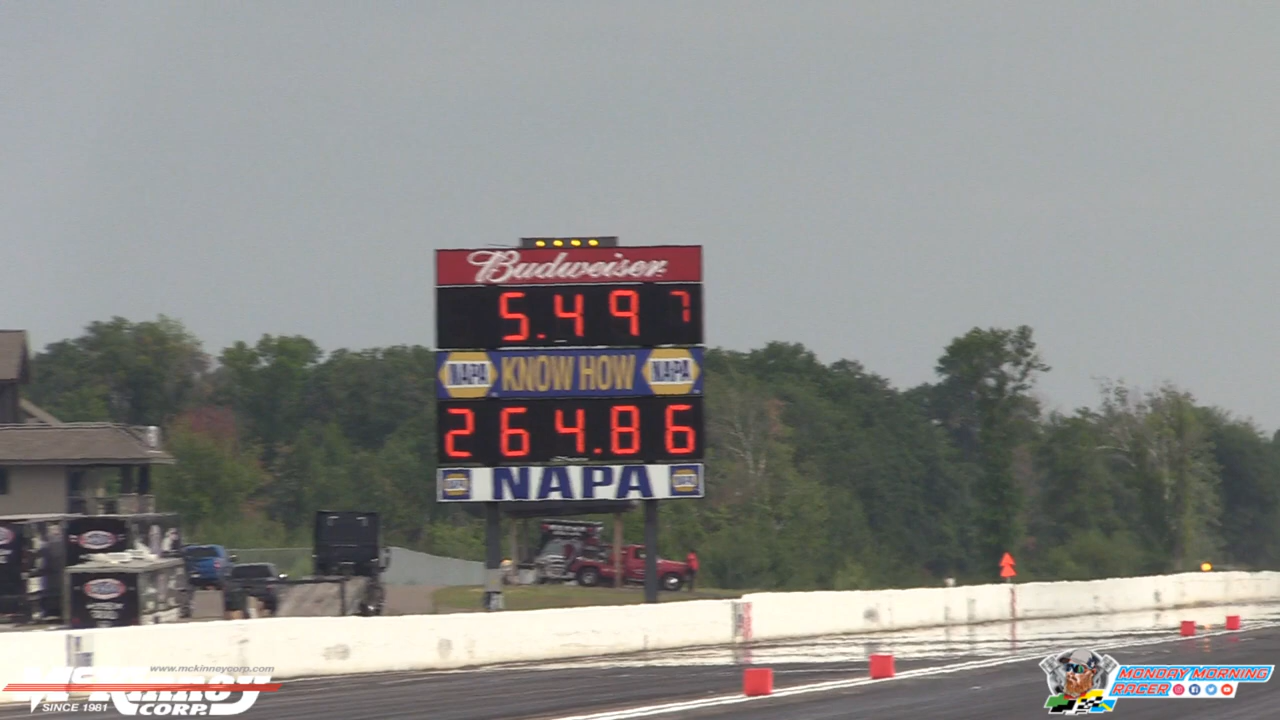 Budweiser
5.497
NAPA KNOW HOW NAPA
264.86
NAPA
www.mckinneycorp.com
McKinney
SINCE 1981 CORP.
MONDAY MORNING
RACER